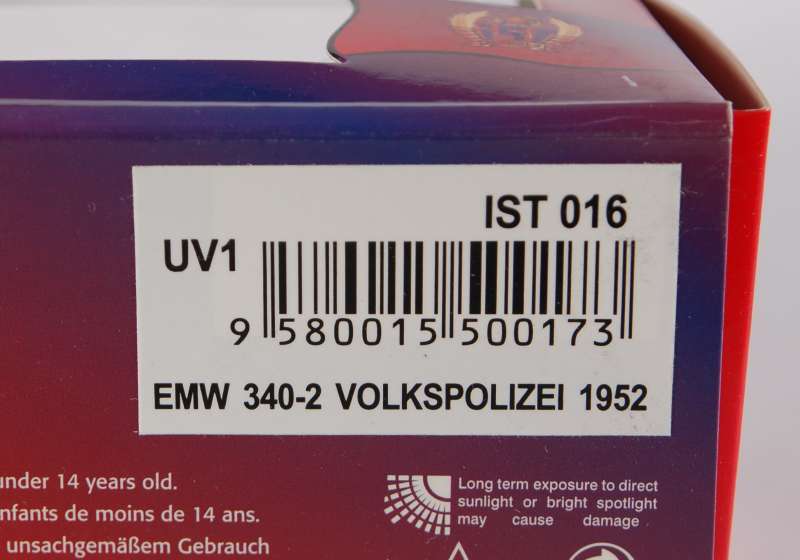 IST 016
UV1
9 580015 500173
EMW 340-2 VOLKSPOLIZEI 1952
under 14 years old.
enfants de moins de 14 ans.
unsachgemäßem Gebrauch
Long term exposure to direct
sunlight or bright spotlight
may cause damage